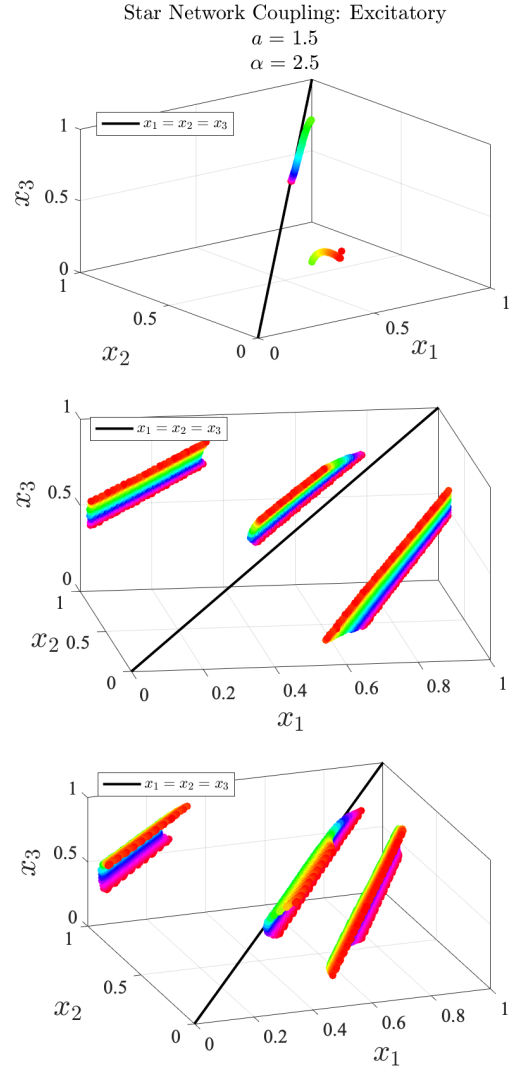 Star Network Coupling: Excitatory
a = 1.5
α = 2.5
x₁ = x₂ = x₃
1
0.5
0
x₃
1
0.5
0
x₂
0
0.5
1
x₁
x₁ = x₂ = x₃
1
0.5
0
x₃
1
0.5
0
x₂
0
0.2
0.4
0.6
0.8
1
x₁
x₁ = x₂ = x₃
1
0.5
0
x₃
1
0.5
0
x₂
0
0.2
0.4
0.6
0.8
1
x₁